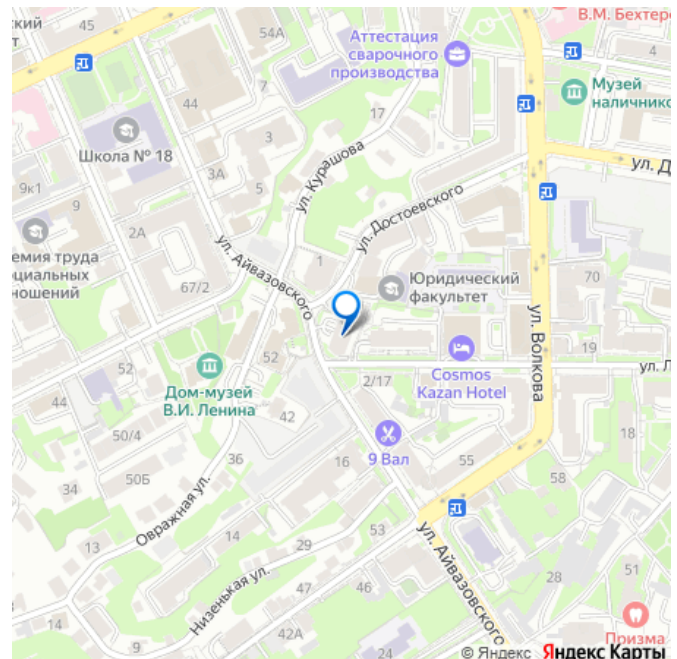 ский
т
45
54А
Аттестация
сварочного
производства
В.М. Бехтере
4
Музей
наличнико
44
17
3
Школа № 18
3А
5
9к1
9
ул. Курашова
ул. Достоевского
ул. Д
2А
емия труда
оциальных
ношений
67/2
ул. Айвазовского
1
Юридический
факультет
70
ул. Волкова
52
52
19
Cosmos
Kazan Hotel
ул. Л
Дом-музей
В.И. Ленина
2/17
44
42
50/4
36
9 Вал
18
34
50Б
16
55
58
Овражная ул.
13
14
29
53
ул. Айвазовского
51
28
47
46
Низенькая ул.
14
9
42А
24
Призма
© Яндекс Яндекс Карты